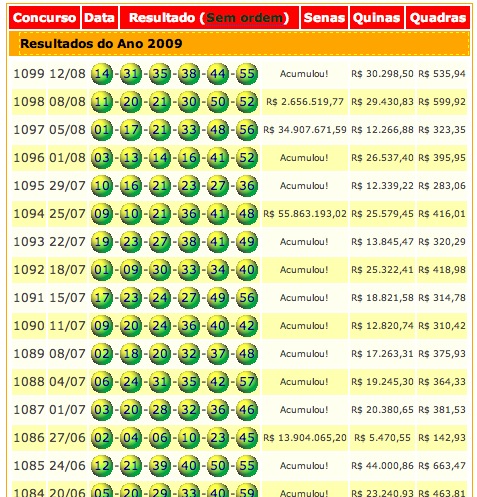 Concurso Data Resultado (Sem ordem) Senas Quinas Quadras
Resultados do Ano 2009
1099 12/08 14-31-35-38-44-55 Acumulou! R$ 30.298,50 R$ 535,94
1098 08/08 11-20-21-30-50-52 R$ 2.656.519,77 R$ 29.430,83 R$ 599,92
1097 05/08 01-17-21-33-48-56 R$ 34.907.671,59 R$ 12.266,88 R$ 323,35
1096 01/08 03-13-14-16-41-52 Acumulou! R$ 26.537,40 R$ 395,95
1095 29/07 10-16-21-23-27-36 Acumulou! R$ 12.339,22 R$ 283,06
1094 25/07 09-10-21-36-41-48 R$ 55.863.193,02 R$ 25.579,45 R$ 416,01
1093 22/07 19-23-27-38-41-49 Acumulou! R$ 13.845,47 R$ 320,29
1092 18/07 01-09-30-33-34-40 Acumulou! R$ 25.322,41 R$ 418,98
1091 15/07 17-23-24-27-49-56 Acumulou! R$ 18.821,58 R$ 314,78
1090 11/07 09-20-24-36-40-42 Acumulou! R$ 12.820,74 R$ 310,42
1089 08/07 02-18-20-32-37-48 Acumulou! R$ 17.263,31 R$ 375,93
1088 04/07 06-24-31-35-42-57 Acumulou! R$ 19.245,30 R$ 364,33
1087 01/07 03-20-28-32-36-46 Acumulou! R$ 20.380,65 R$ 381,53
1086 27/06 02-04-06-10-23-45 R$ 13.904.065,20 R$ 5.470,55 R$ 142,93
1085 24/06 12-21-39-40-50-55 Acumulou! R$ 44.000,86 R$ 663,47
1084 20/06 05-20-29-33-40-59 Acumulou! R$ 23.240,93 R$ 463,81